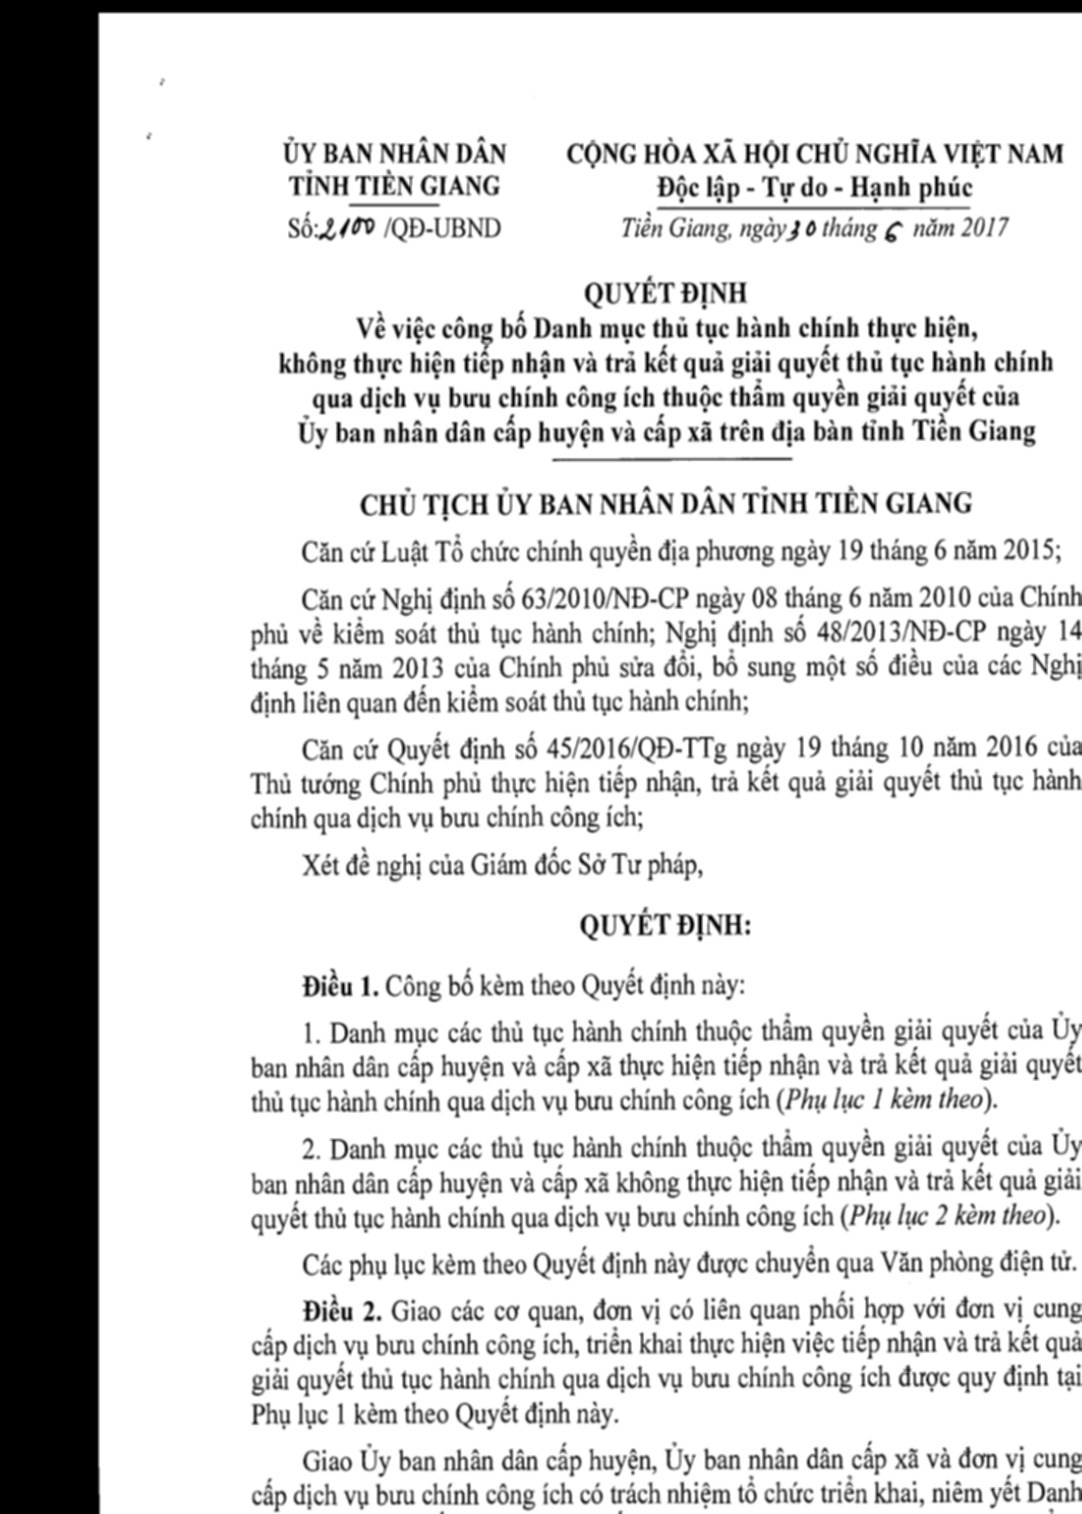 ỦY BAN NHÂN DÂN
TỈNH TIỀN GIANG
Số:2100 /QĐ-UBND
CỘNG HÒA XÃ HỘI CHỦ NGHĨA VIỆT NAM
Độc lập - Tự do - Hạnh phúc
Tiền Giang, ngày 30 tháng 6 năm 2017
QUYẾT ĐỊNH
Về việc công bố Danh mục thủ tục hành chính thực hiện,
không thực hiện tiếp nhận và trả kết quả giải quyết thủ tục hành chính
qua dịch vụ bưu chính công ích thuộc thẩm quyền giải quyết của
Ủy ban nhân dân cấp huyện và cấp xã trên địa bàn tỉnh Tiền Giang
CHỦ TỊCH ỦY BAN NHÂN DÂN TỈNH TIỀN GIANG
Căn cứ Luật Tổ chức chính quyền địa phương ngày 19 tháng 6 năm 2015;
Căn cứ Nghị định số 63/2010/NĐ-CP ngày 08 tháng 6 năm 2010 của Chính
phủ về kiểm soát thủ tục hành chính; Nghị định số 48/2013/NĐ-CP ngày 14
tháng 5 năm 2013 của Chính phủ sửa đổi, bổ sung một số điều của các Nghị
định liên quan đến kiểm soát thủ tục hành chính;
Căn cứ Quyết định số 45/2016/QĐ-TTg ngày 19 tháng 10 năm 2016 của
Thủ tướng Chính phủ thực hiện tiếp nhận, trả kết quả giải quyết thủ tục hành
chính qua dịch vụ bưu chính công ích;
Xét đề nghị của Giám đốc Sở Tư pháp,
QUYẾT ĐỊNH:
Điều 1. Công bố kèm theo Quyết định này:
1. Danh mục các thủ tục hành chính thuộc thẩm quyền giải quyết của Ủy
ban nhân dân cấp huyện và cấp xã thực hiện tiếp nhận và trả kết quả giải quyết
thủ tục hành chính qua dịch vụ bưu chính công ích (Phụ lục 1 kèm theo).
2. Danh mục các thủ tục hành chính thuộc thẩm quyền giải quyết của Ủy
ban nhân dân cấp huyện và cấp xã không thực hiện tiếp nhận và trả kết quả giải
quyết thủ tục hành chính qua dịch vụ bưu chính công ích (Phụ lục 2 kèm theo).
Các phụ lục kèm theo Quyết định này được chuyển qua Văn phòng điện tử.
Điều 2. Giao các cơ quan, đơn vị có liên quan phối hợp với đơn vị cung
cấp dịch vụ bưu chính công ích, triển khai thực hiện việc tiếp nhận và trả kết quả
giải quyết thủ tục hành chính qua dịch vụ bưu chính công ích được quy định tại
Phụ lục 1 kèm theo Quyết định này.
Giao Ủy ban nhân dân cấp huyện, Ủy ban nhân dân cấp xã và đơn vị cung
cấp dịch vụ bưu chính công ích có trách nhiệm tổ chức triển khai, niêm yết Danh